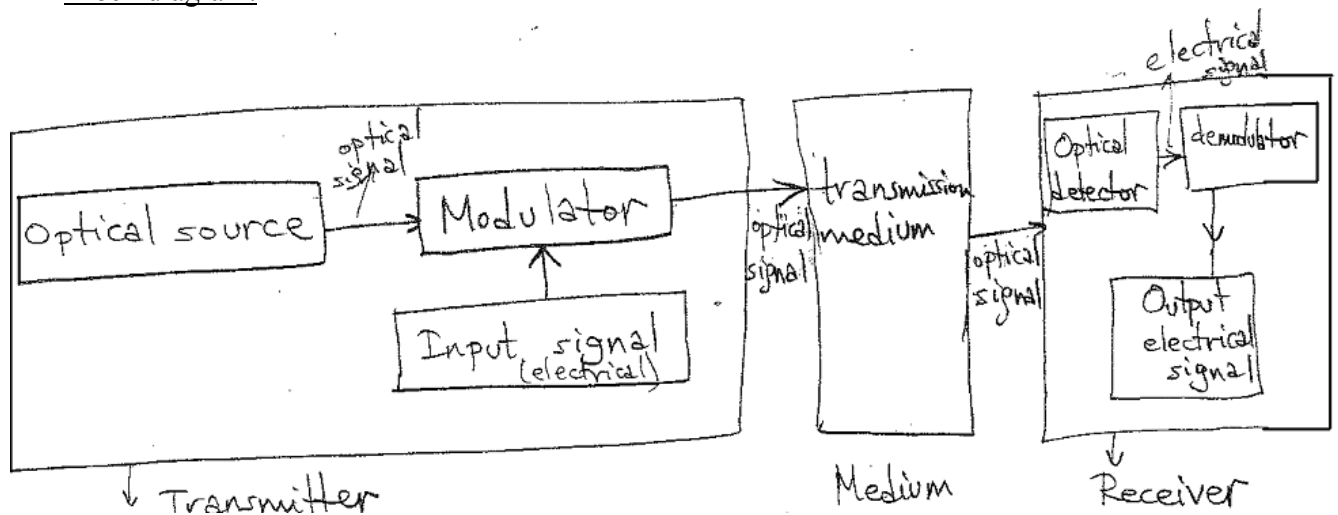 optical
signal
Optical source
Modulator
Input signal
(electrical)
optical
signal
transmission
medium
optical
signal
electrical
signal
Optical
detector
demodulator
Output
electrical
signal
Transmitter
Medium
Receiver